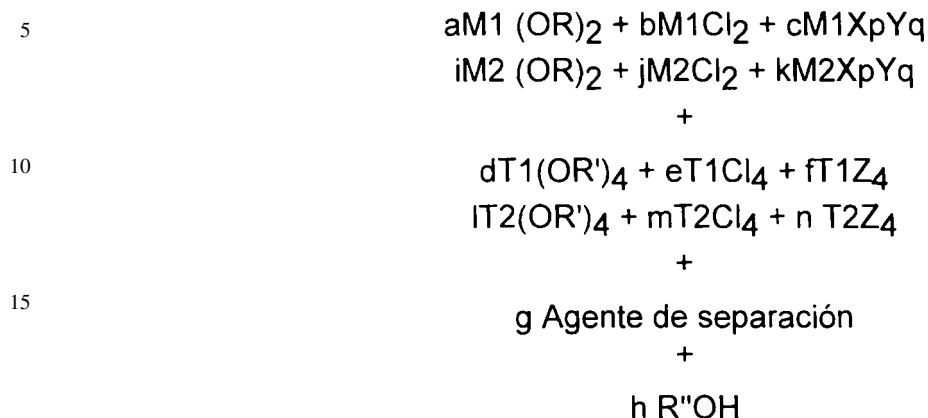 5 aM1 (OR)2 + bM1Cl2 + cM1XpYq
iM2 (OR)2 + jM2Cl2 + kM2XpYq
+
10 dT1(OR')4 + eT1Cl4 + fT1Z4
lT2(OR')4 + mT2Cl4 + n T2Z4
+
15 g Agente de separación
+
h R"OH